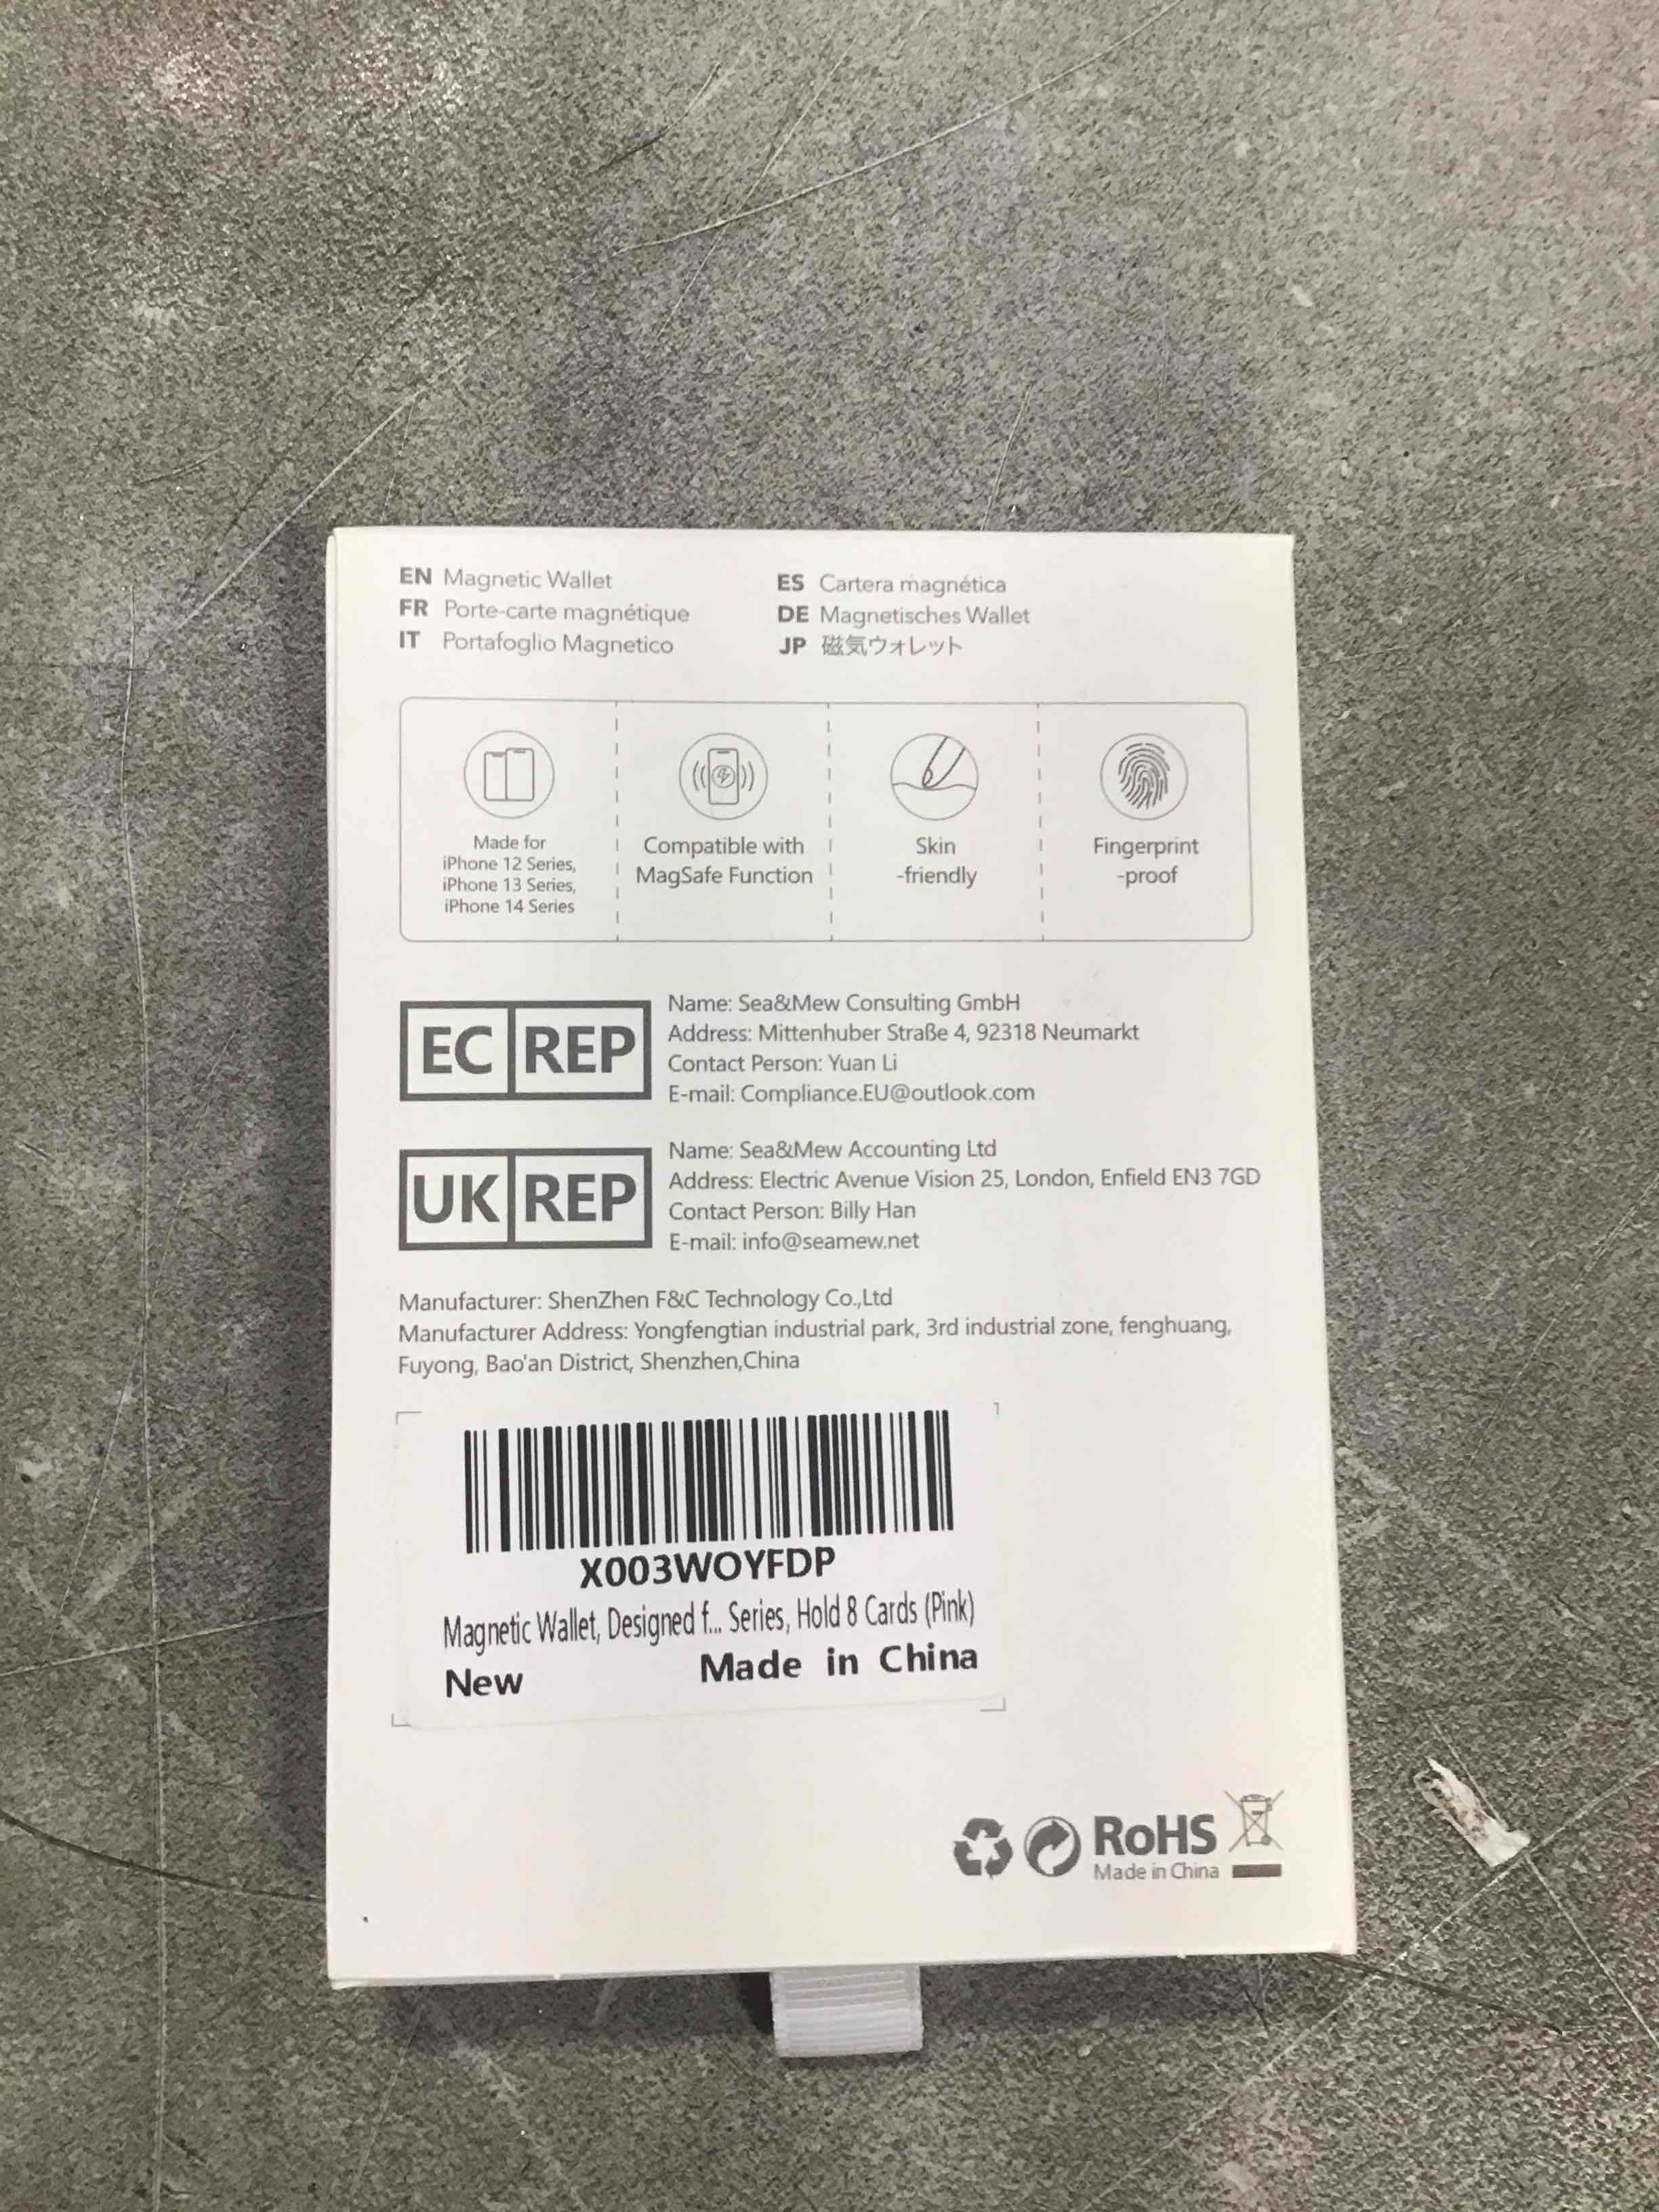 EN Magnetic Wallet
FR Porte-carte magnétique
IT Portafoglio Magnetico
ES Cartera magnética
DE Magnetisches Wallet
JP 磁気ウォレット
Made for
iPhone 12 Series,
iPhone 13 Series,
iPhone 14 Series
Compatible with
MagSafe Function
Skin
-friendly
Fingerprint
-proof
EC REP
Name: Sea&Mew Consulting GmbH
Address: Mittenhuber Straße 4, 92318 Neumarkt
Contact Person: Yuan Li
E-mail: Compliance.EU@outlook.com
UK REP
Name: Sea&Mew Accounting Ltd
Address: Electric Avenue Vision 25, London, Enfield EN3 7GD
Contact Person: Billy Han
E-mail: info@seamew.net
Manufacturer: ShenZhen F&C Technology Co.,Ltd
Manufacturer Address: Yongfengtian industrial park, 3rd industrial zone, fenghuang,
Fuyong, Bao'an District, Shenzhen,China
X003WOYFDP
Magnetic Wallet, Designed f... Series, Hold 8 Cards (Pink)
New Made in China
RoHS
Made in China